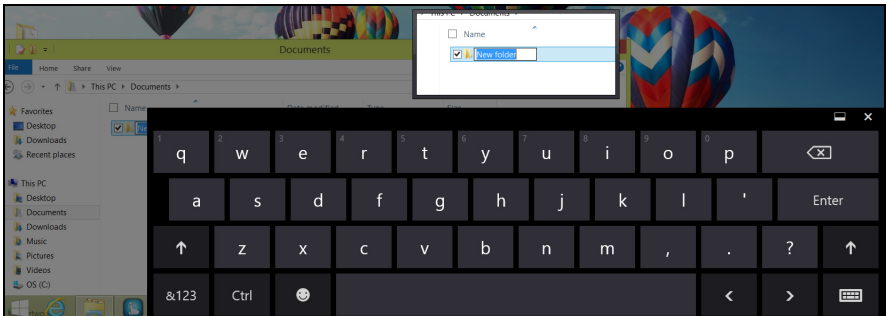 This PC › Documents ›
Name
New folder
Documents
File Home Share View
This PC › Documents ›
Favorites
Desktop
Downloads
Recent places
This PC
Desktop
Documents
Downloads
Music
Pictures
Videos
OS (C:)
Name Date modified Type Size
1 q 2 w 3 e 4 r 5 t 6 y 7 u 8 i 9 o 0 p
a s d f g h j k l ' Enter
z x c v b n m , . ?
&123 Ctrl < >